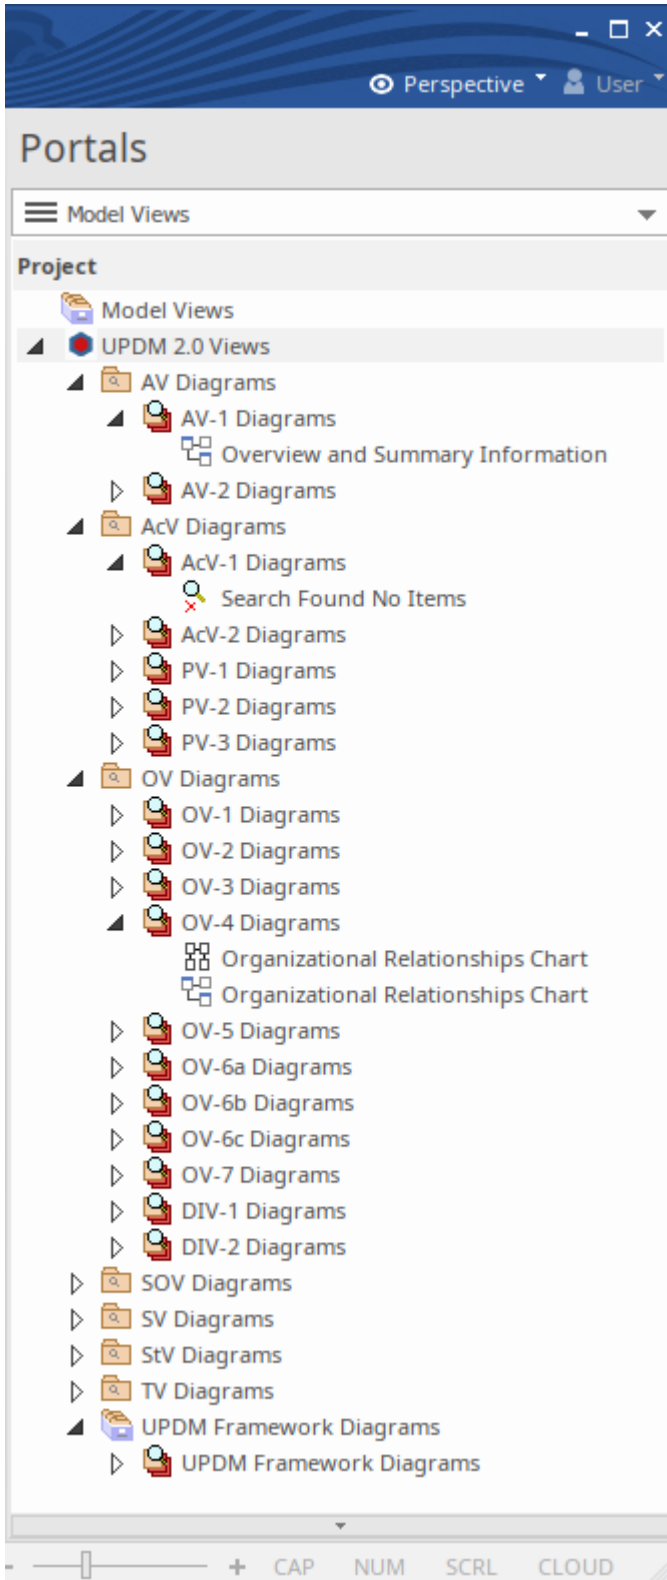 Perspective User
Portals
Model Views
Project
Model Views
UPDM 2.0 Views
AV Diagrams
AV-1 Diagrams
Overview and Summary Information
AV-2 Diagrams
AcV Diagrams
AcV-1 Diagrams
Search Found No Items
AcV-2 Diagrams
PV-1 Diagrams
PV-2 Diagrams
PV-3 Diagrams
OV Diagrams
OV-1 Diagrams
OV-2 Diagrams
OV-3 Diagrams
OV-4 Diagrams
Organizational Relationships Chart
Organizational Relationships Chart
OV-5 Diagrams
OV-6a Diagrams
OV-6b Diagrams
OV-6c Diagrams
OV-7 Diagrams
DIV-1 Diagrams
DIV-2 Diagrams
SOV Diagrams
SV Diagrams
StV Diagrams
TV Diagrams
UPDM Framework Diagrams
UPDM Framework Diagrams
CAP NUM SCRL CLOUD